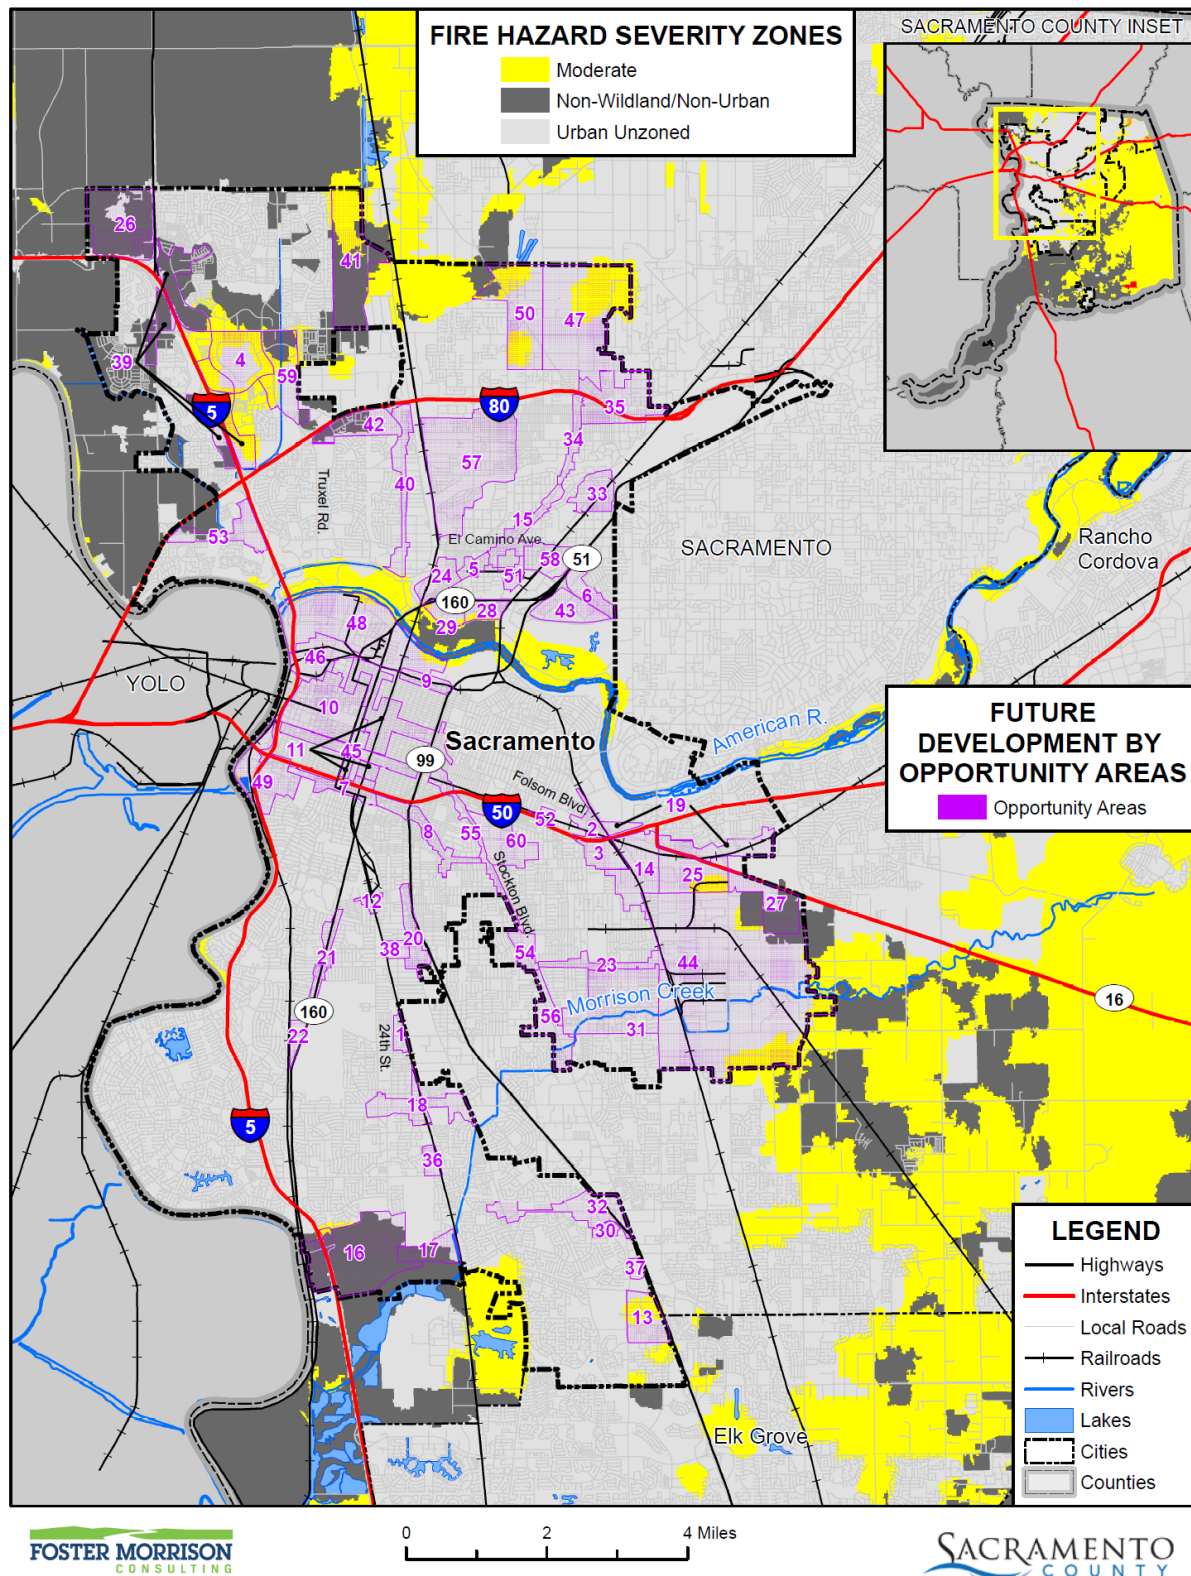 FIRE HAZARD SEVERITY ZONES
Moderate
Non-Wildland/Non-Urban
Urban Unzoned
SACRAMENTO COUNTY INSET
26
41
50
47
39
4
59
5
80
35
42
34
57
40
33
Truxel Rd.
15
53
El Camino Ave.
58
51
SACRAMENTO
Rancho
Cordova
24
5
51
6
160
28
43
48
29
46
YOLO
9
10
American R.
11
45
Sacramento
99
49
7
Folsom Blvd.
50
52
19
8
55
60
2
3
14
25
Stockton Blvd.
27
12
20
38
54
21
23
44
Morrison Creek
16
160
56
22
1
31
24th St.
18
5
36
32
30
16
17
37
13
Elk Grove
FUTURE
DEVELOPMENT BY
OPPORTUNITY AREAS
Opportunity Areas
LEGEND
Highways
Interstates
Local Roads
Railroads
Rivers
Lakes
Cities
Counties
FOSTER MORRISON
CONSULTING
0
2
4 Miles
SACRAMENTO
COUNTY